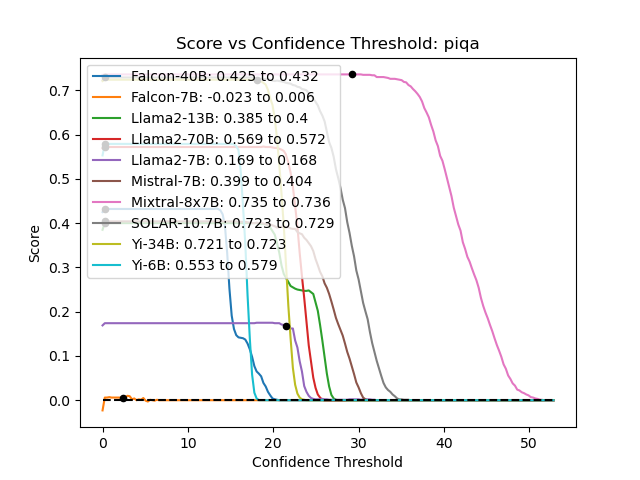 Score vs Confidence Threshold: piqa
Falcon-40B: 0.425 to 0.432
Falcon-7B: -0.023 to 0.006
Llama2-13B: 0.385 to 0.4
Llama2-70B: 0.569 to 0.572
Llama2-7B: 0.169 to 0.168
Mistral-7B: 0.399 to 0.404
Mixtral-8x7B: 0.735 to 0.736
SOLAR-10.7B: 0.723 to 0.729
Yi-34B: 0.721 to 0.723
Yi-6B: 0.553 to 0.579
Score
0.7
0.6
0.5
0.4
0.3
0.2
0.1
0.0
0 10 20 30 40 50
Confidence Threshold